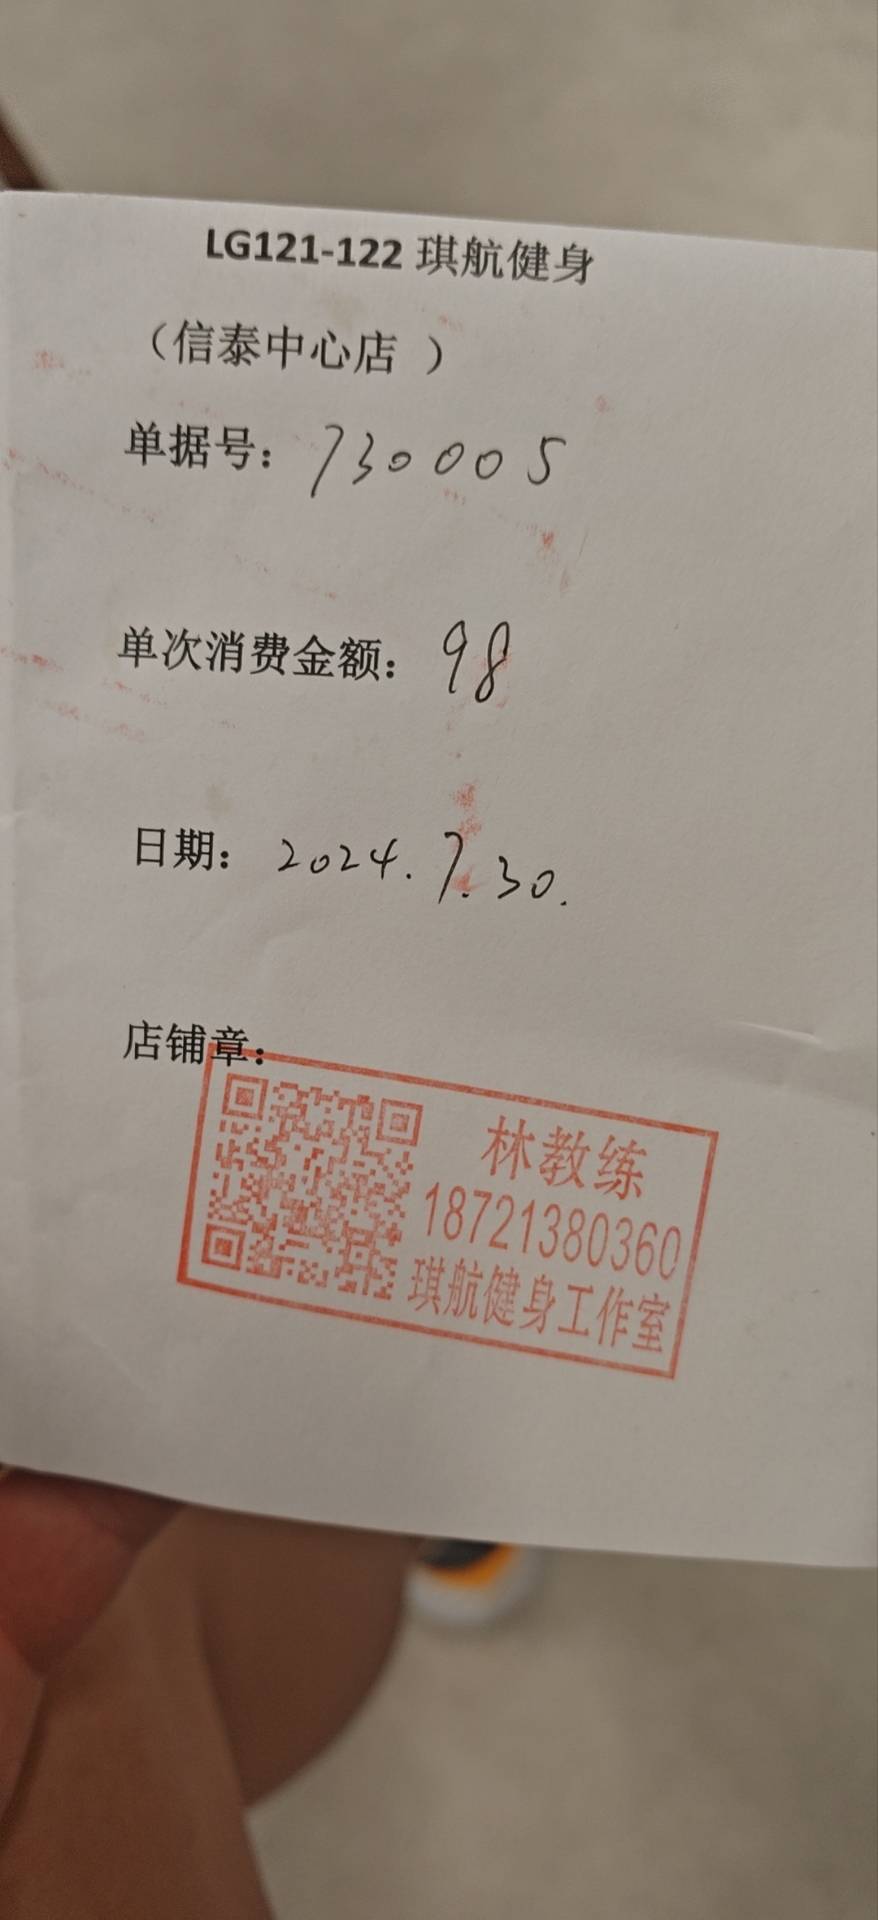 LG121-122 琪航健身
（信泰中心店 ）
单据号：730005
单次消费金额：98
日期：2024.7.30.
店铺章：
林教练
18721380360
琪航健身工作室